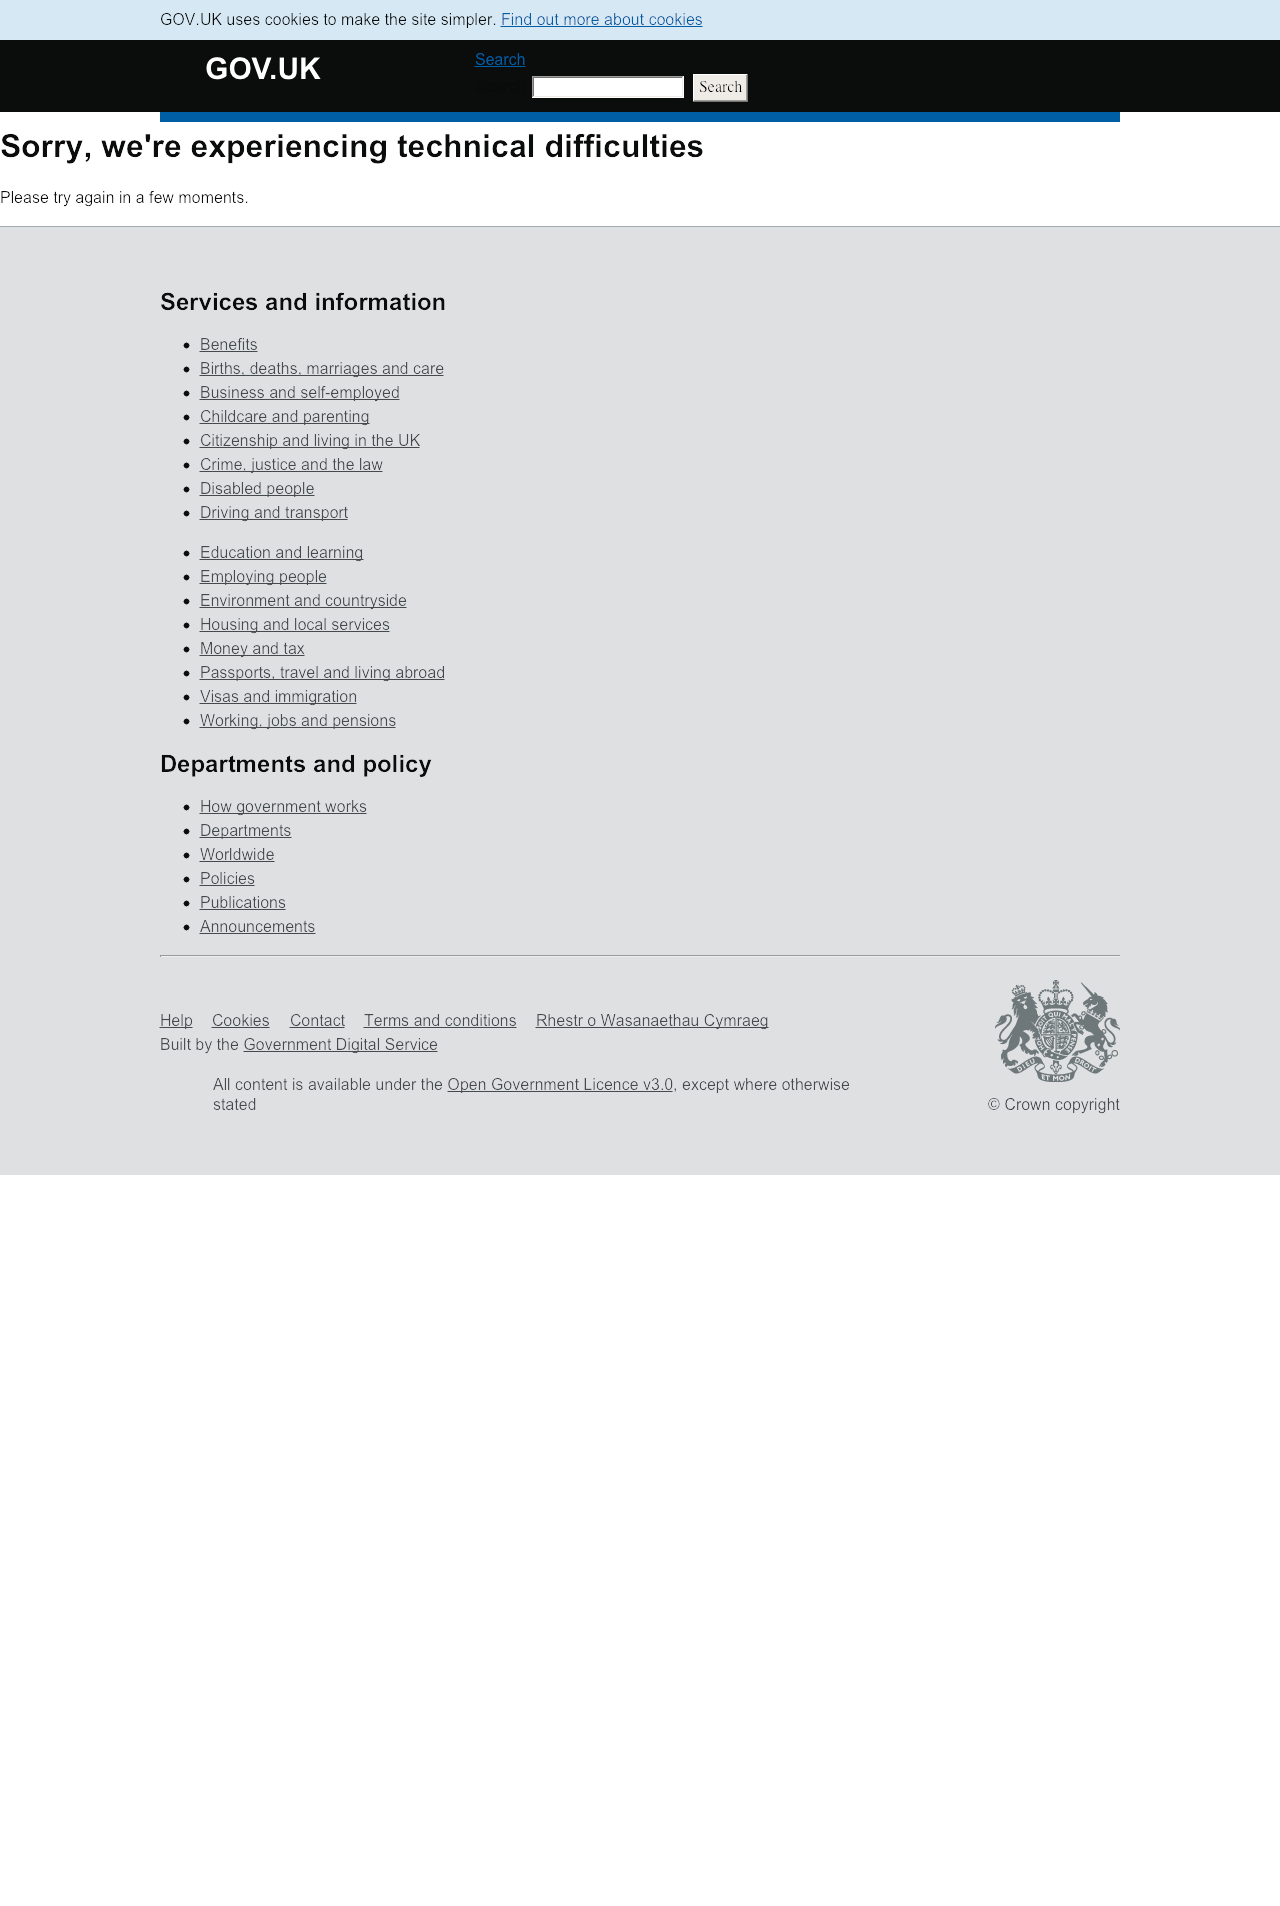 GOV.UK uses cookies to make the site simpler. Find out more about cookies
GOV.UK
Search
Search
Sorry, we're experiencing technical difficulties
Please try again in a few moments.
Services and information
Benefits
Births, deaths, marriages and care
Business and self-employed
Childcare and parenting
Citizenship and living in the UK
Crime, justice and the law
Disabled people
Driving and transport
Education and learning
Employing people
Environment and countryside
Housing and local services
Money and tax
Passports, travel and living abroad
Visas and immigration
Working, jobs and pensions
Departments and policy
How government works
Departments
Worldwide
Policies
Publications
Announcements
Help Cookies Contact Terms and conditions Rhestr o Wasanaethau Cymraeg
Built by the Government Digital Service
All content is available under the Open Government Licence v3.0, except where otherwise
stated
DIEU ET MON DROIT
© Crown copyright